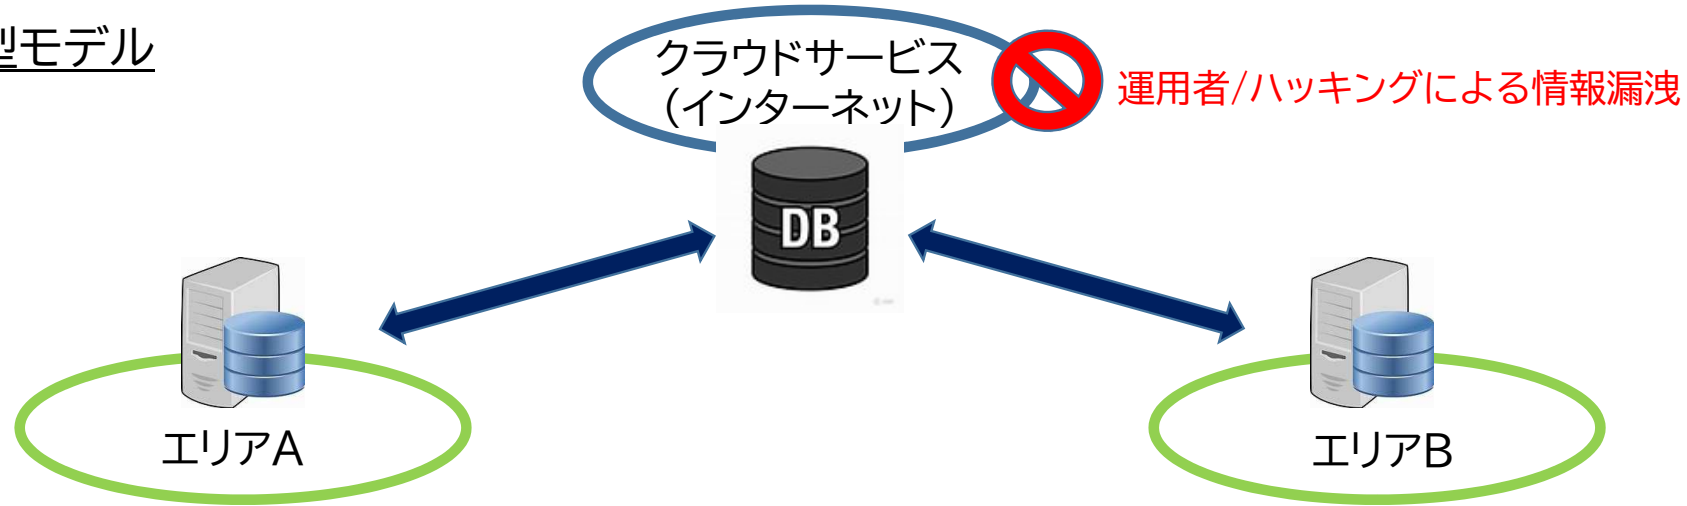 型モデル
クラウドサービス
（インターネット）
運用者/ハッキングによる情報漏洩
DB
エリアA
エリアB